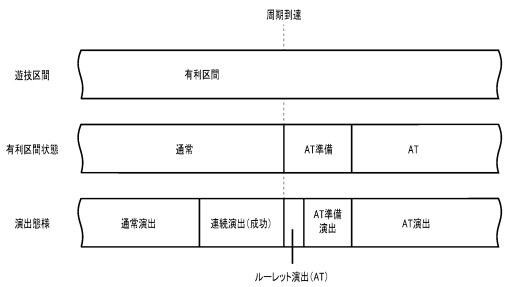 周期到達
遊技区間
有利区間
有利区間状態
通常
AT準備
AT
演出態様
通常演出
連続演出(成功)
AT準備
演出
AT演出
ルーレット演出(AT)